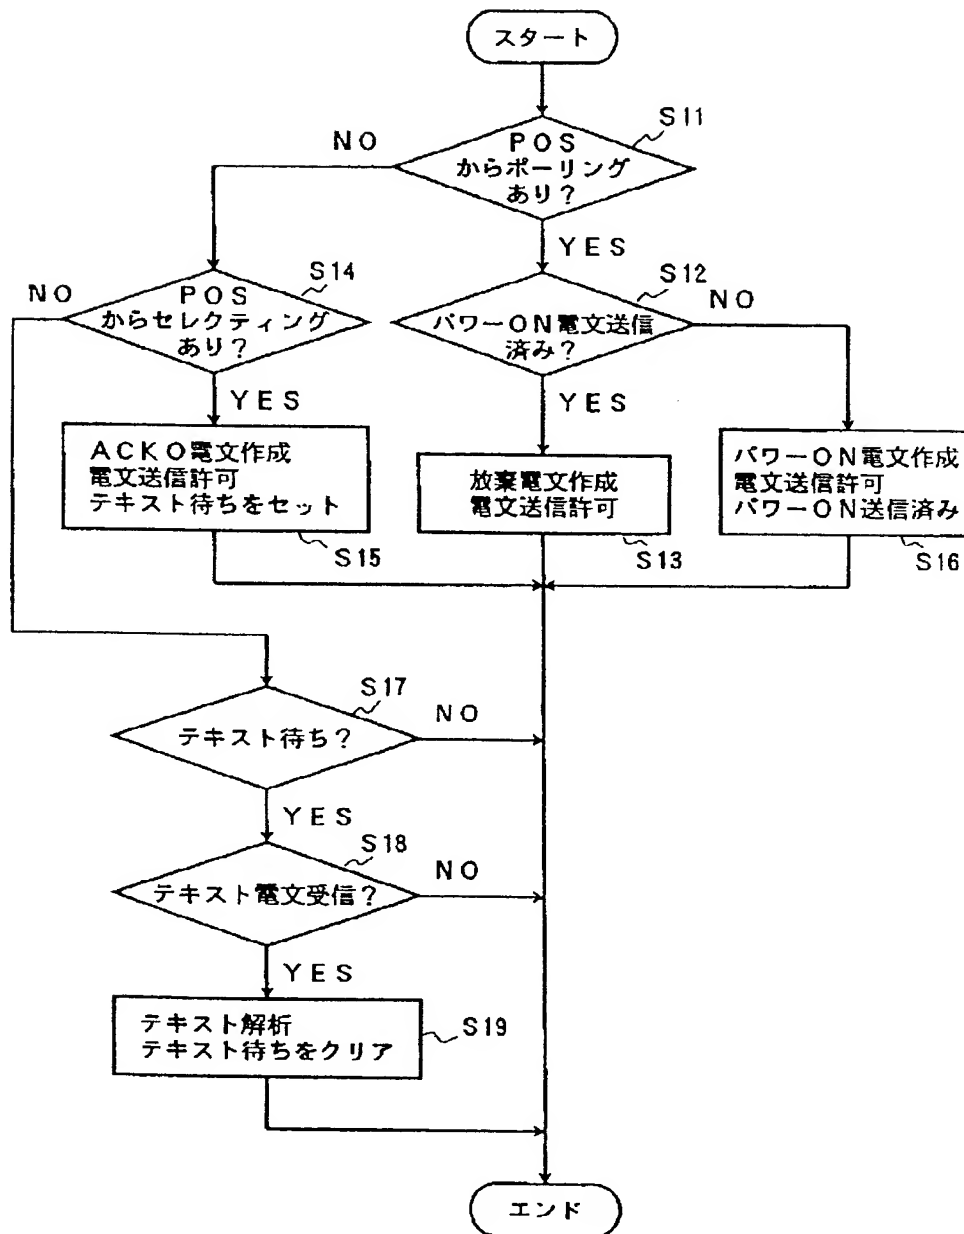 スタート
S11
NO
POS
からポーリング
あり?
YES
S14
S12
NO
POS
からセレクティング
あり?
パワーON電文送信
済み?
NO
YES
YES
ACKO電文作成
電文送信許可
テキスト待ちをセット
放棄電文作成
電文送信許可
パワーON電文作成
電文送信許可
パワーON送信済み
S15
S13
S16
S17
NO
テキスト待ち?
YES
S18
NO
テキスト電文受信?
YES
テキスト解析
テキスト待ちをクリア
S19
エンド